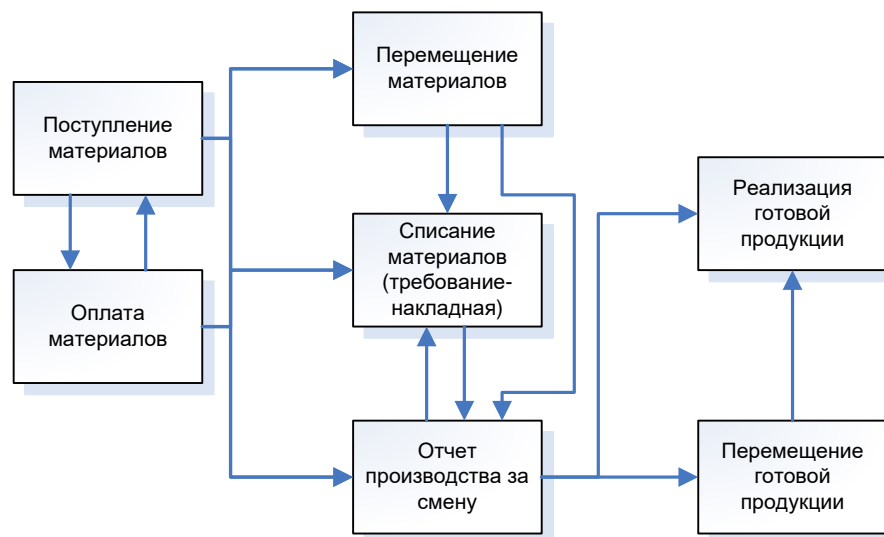 Поступление
материалов
Оплата
материалов
Перемещение
материалов
Списание
материалов
(требование-
накладная)
Отчет
производства за
смену
Реализация
готовой
продукции
Перемещение
готовой
продукции